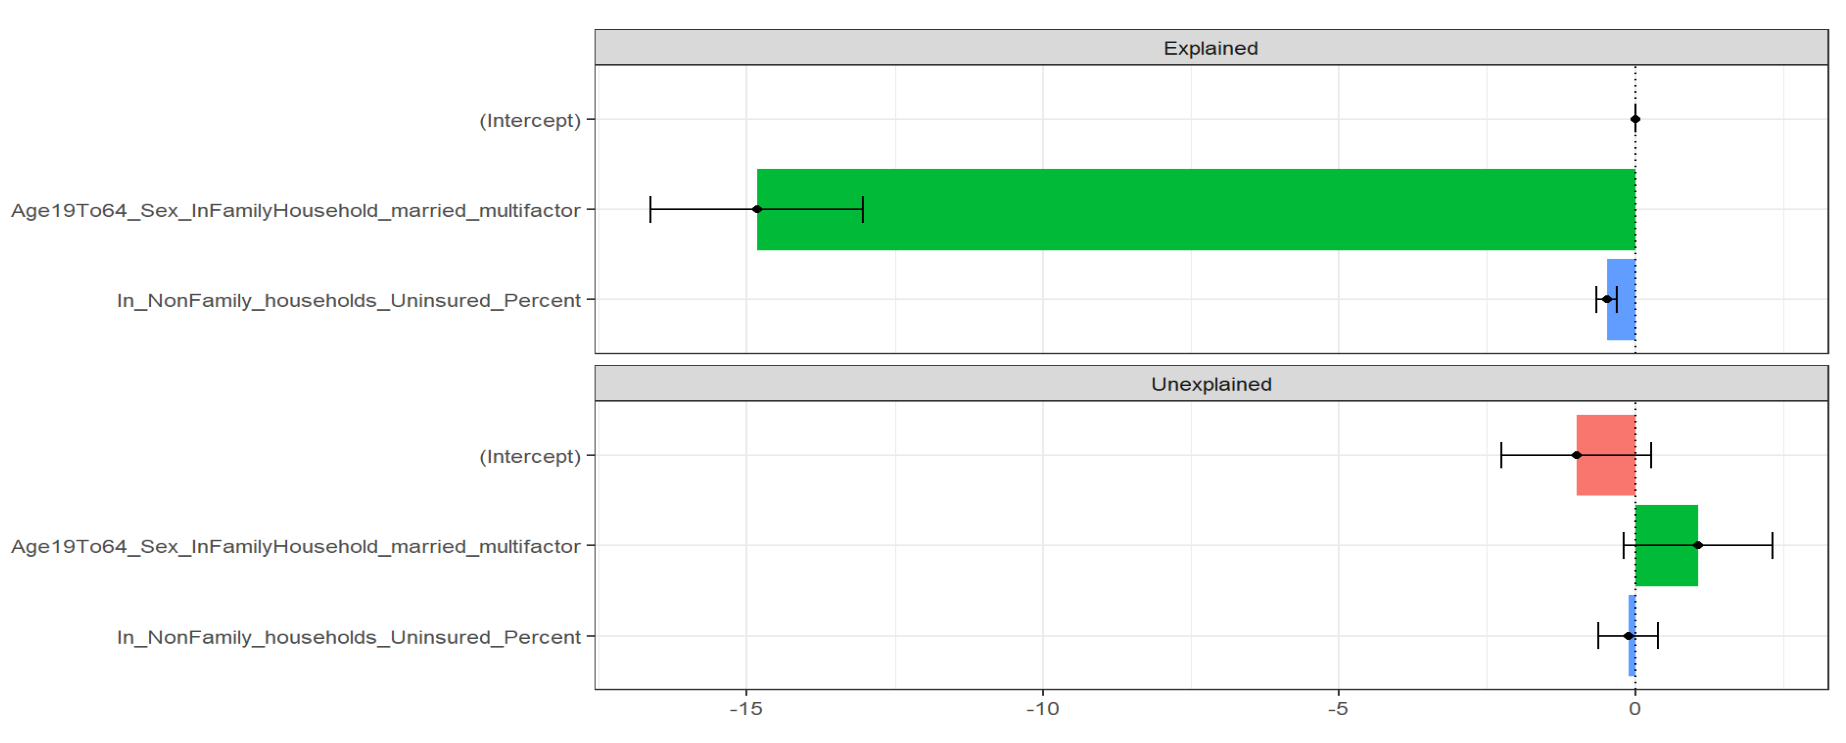 Explained
(Intercept)
Age19To64_Sex_InFamilyHousehold_married_multifactor
In_NonFamily_households_Uninsured_Percent
Unexplained
(Intercept)
Age19To64_Sex_InFamilyHousehold_married_multifactor
In_NonFamily_households_Uninsured_Percent
-15 -10 -5 0